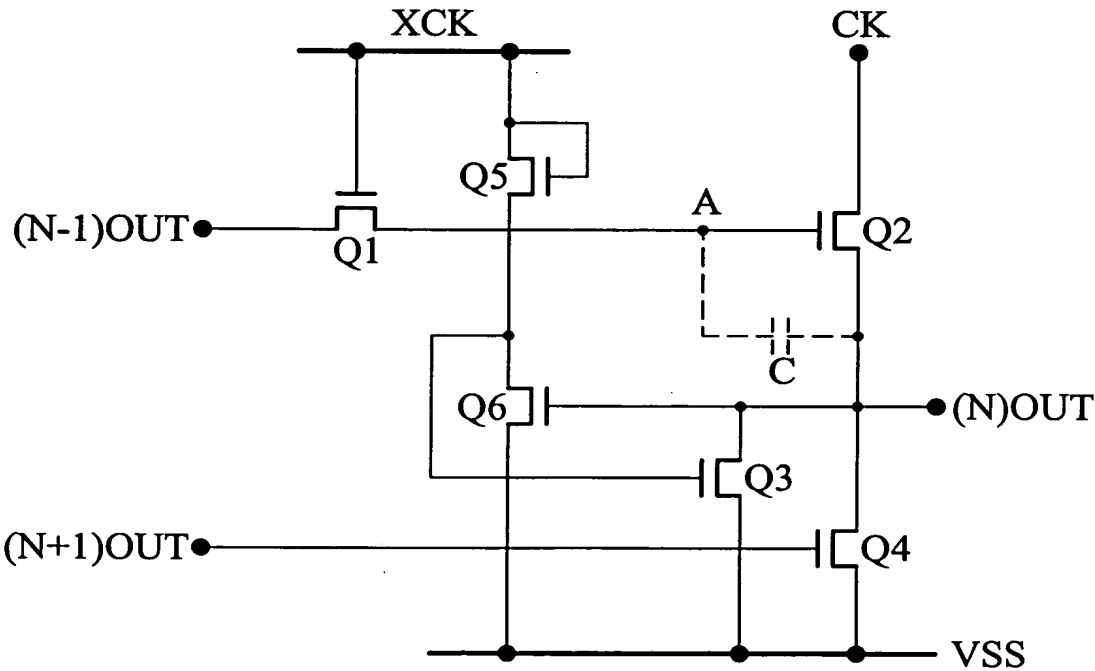 XCK
CK
Q5
A
(N-1)OUT
Q1
Q2
C
Q6
(N)OUT
Q3
(N+1)OUT
Q4
VSS